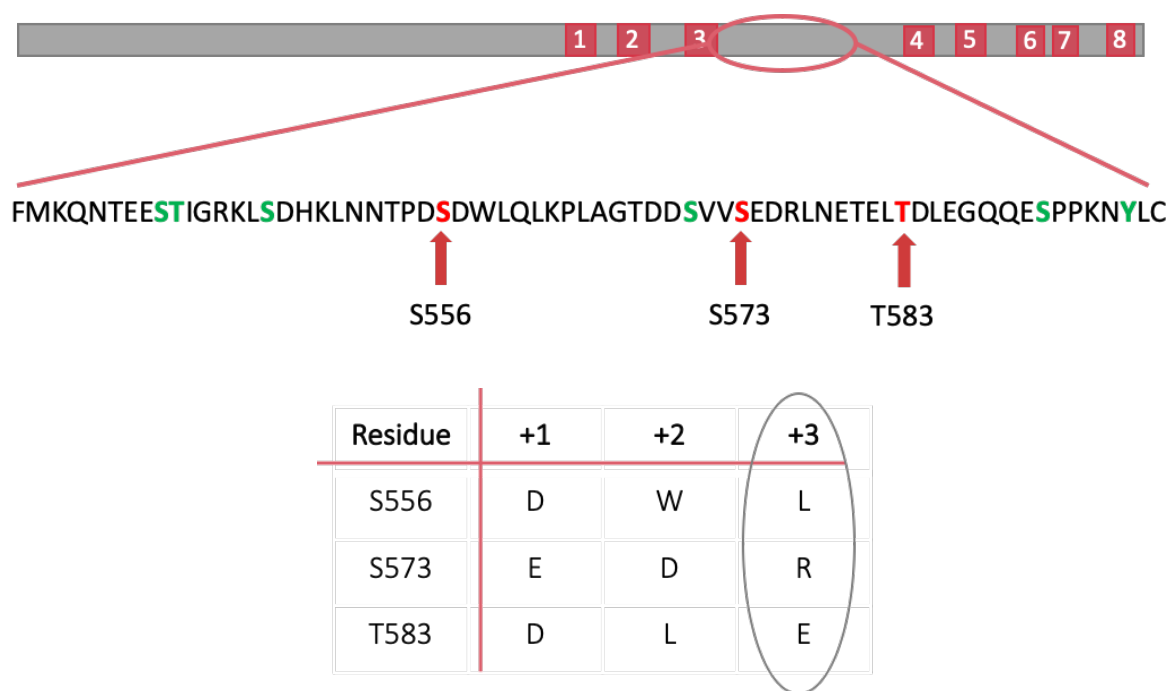 1 2 3 4 5 6 7 8
FMKQNTEESTIGRKLSDHKLNNTPDSDWLQLKPLAGTDDSVVSEDRLNETELTDLEGQQESPPKNYLC
S556 S573 T583
Residue +1 +2 +3
S556 D W L
S573 E D R
T583 D L E